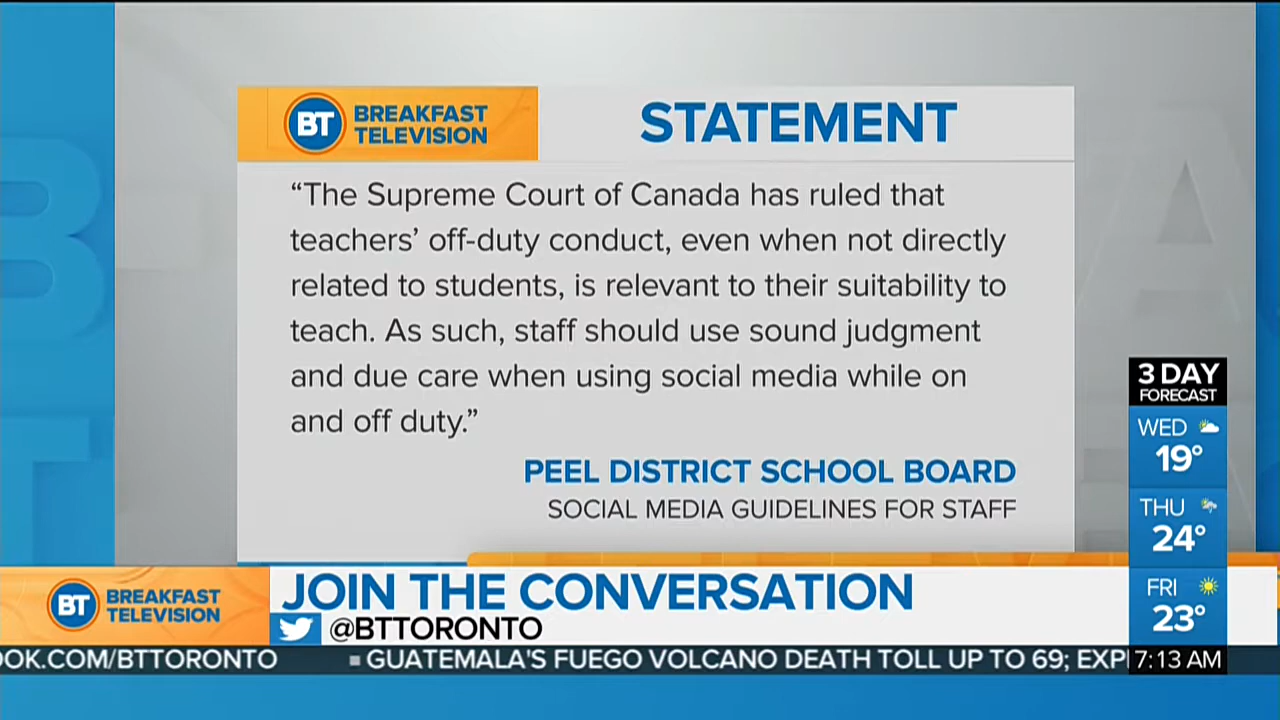 BT BREAKFAST
TELEVISION
STATEMENT
“The Supreme Court of Canada has ruled that
teachers’ off-duty conduct, even when not directly
related to students, is relevant to their suitability to
teach. As such, staff should use sound judgment
and due care when using social media while on
and off duty.”
PEEL DISTRICT SCHOOL BOARD
SOCIAL MEDIA GUIDELINES FOR STAFF
3 DAY
FORECAST
WED
19°
THU
24°
FRI
23°
BT BREAKFAST
TELEVISION
JOIN THE CONVERSATION
@BTTORONTO
OK.COM/BTTORONTO ▪ GUATEMALA'S FUEGO VOLCANO DEATH TOLL UP TO 69; EXP
7:13 AM